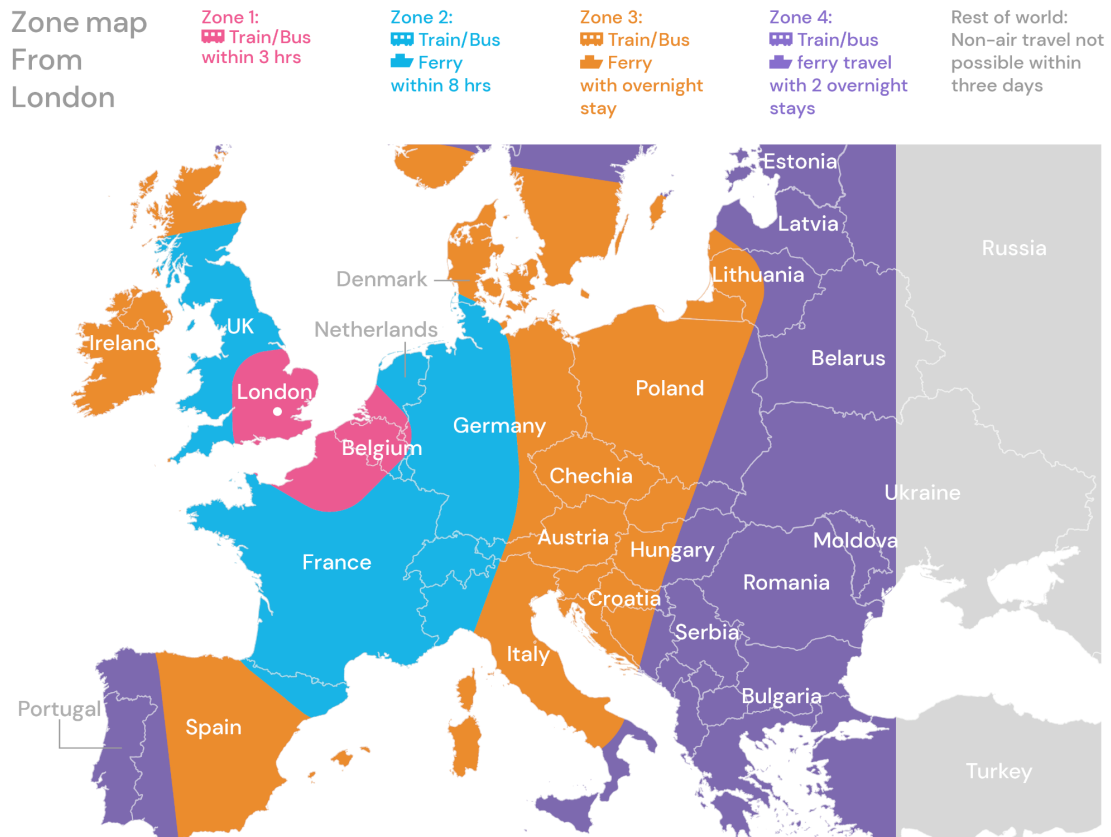 Zone map
From
London
Zone 1:
Train/Bus
within 3 hrs
Zone 2:
Train/Bus
Ferry
within 8 hrs
Zone 3:
Train/Bus
Ferry
with overnight
stay
Zone 4:
Train/bus
ferry travel
with 2 overnight
stays
Rest of world:
Non-air travel not
possible within
three days
Estonia
Latvia
Russia
Denmark
Lithuania
Netherlands
UK
Ireland
Belarus
London
Poland
Germany
Belgium
Chechia
Ukraine
Austria
Moldova
Hungary
France
Romania
Croatia
Serbia
Italy
Bulgaria
Portugal
Spain
Turkey